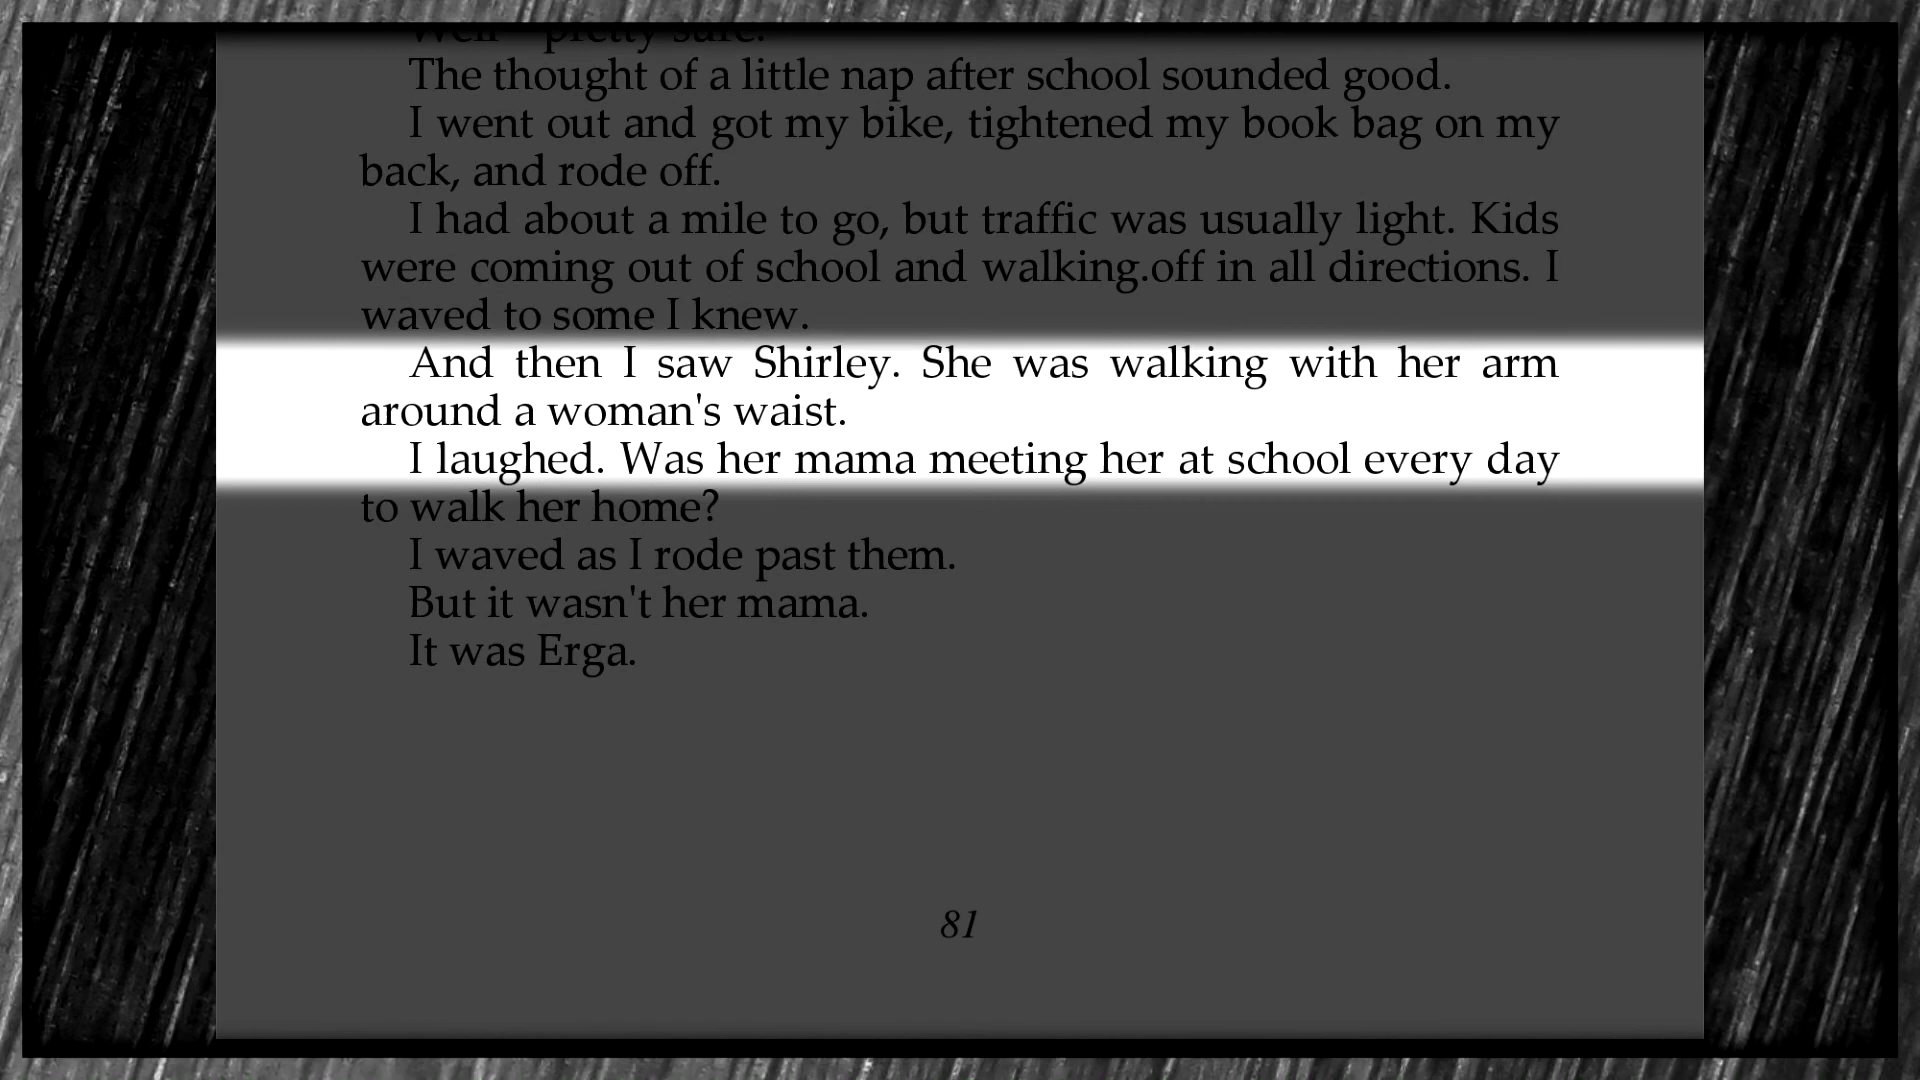 Well—pretty sure.
The thought of a little nap after school sounded good.
I went out and got my bike, tightened my book bag on my
back, and rode off.
I had about a mile to go, but traffic was usually light. Kids
were coming out of school and walking.off in all directions. I
waved to some I knew.
And then I saw Shirley. She was walking with her arm
around a woman's waist.
I laughed. Was her mama meeting her at school every day
to walk her home?
I waved as I rode past them.
But it wasn't her mama.
It was Erga.
81